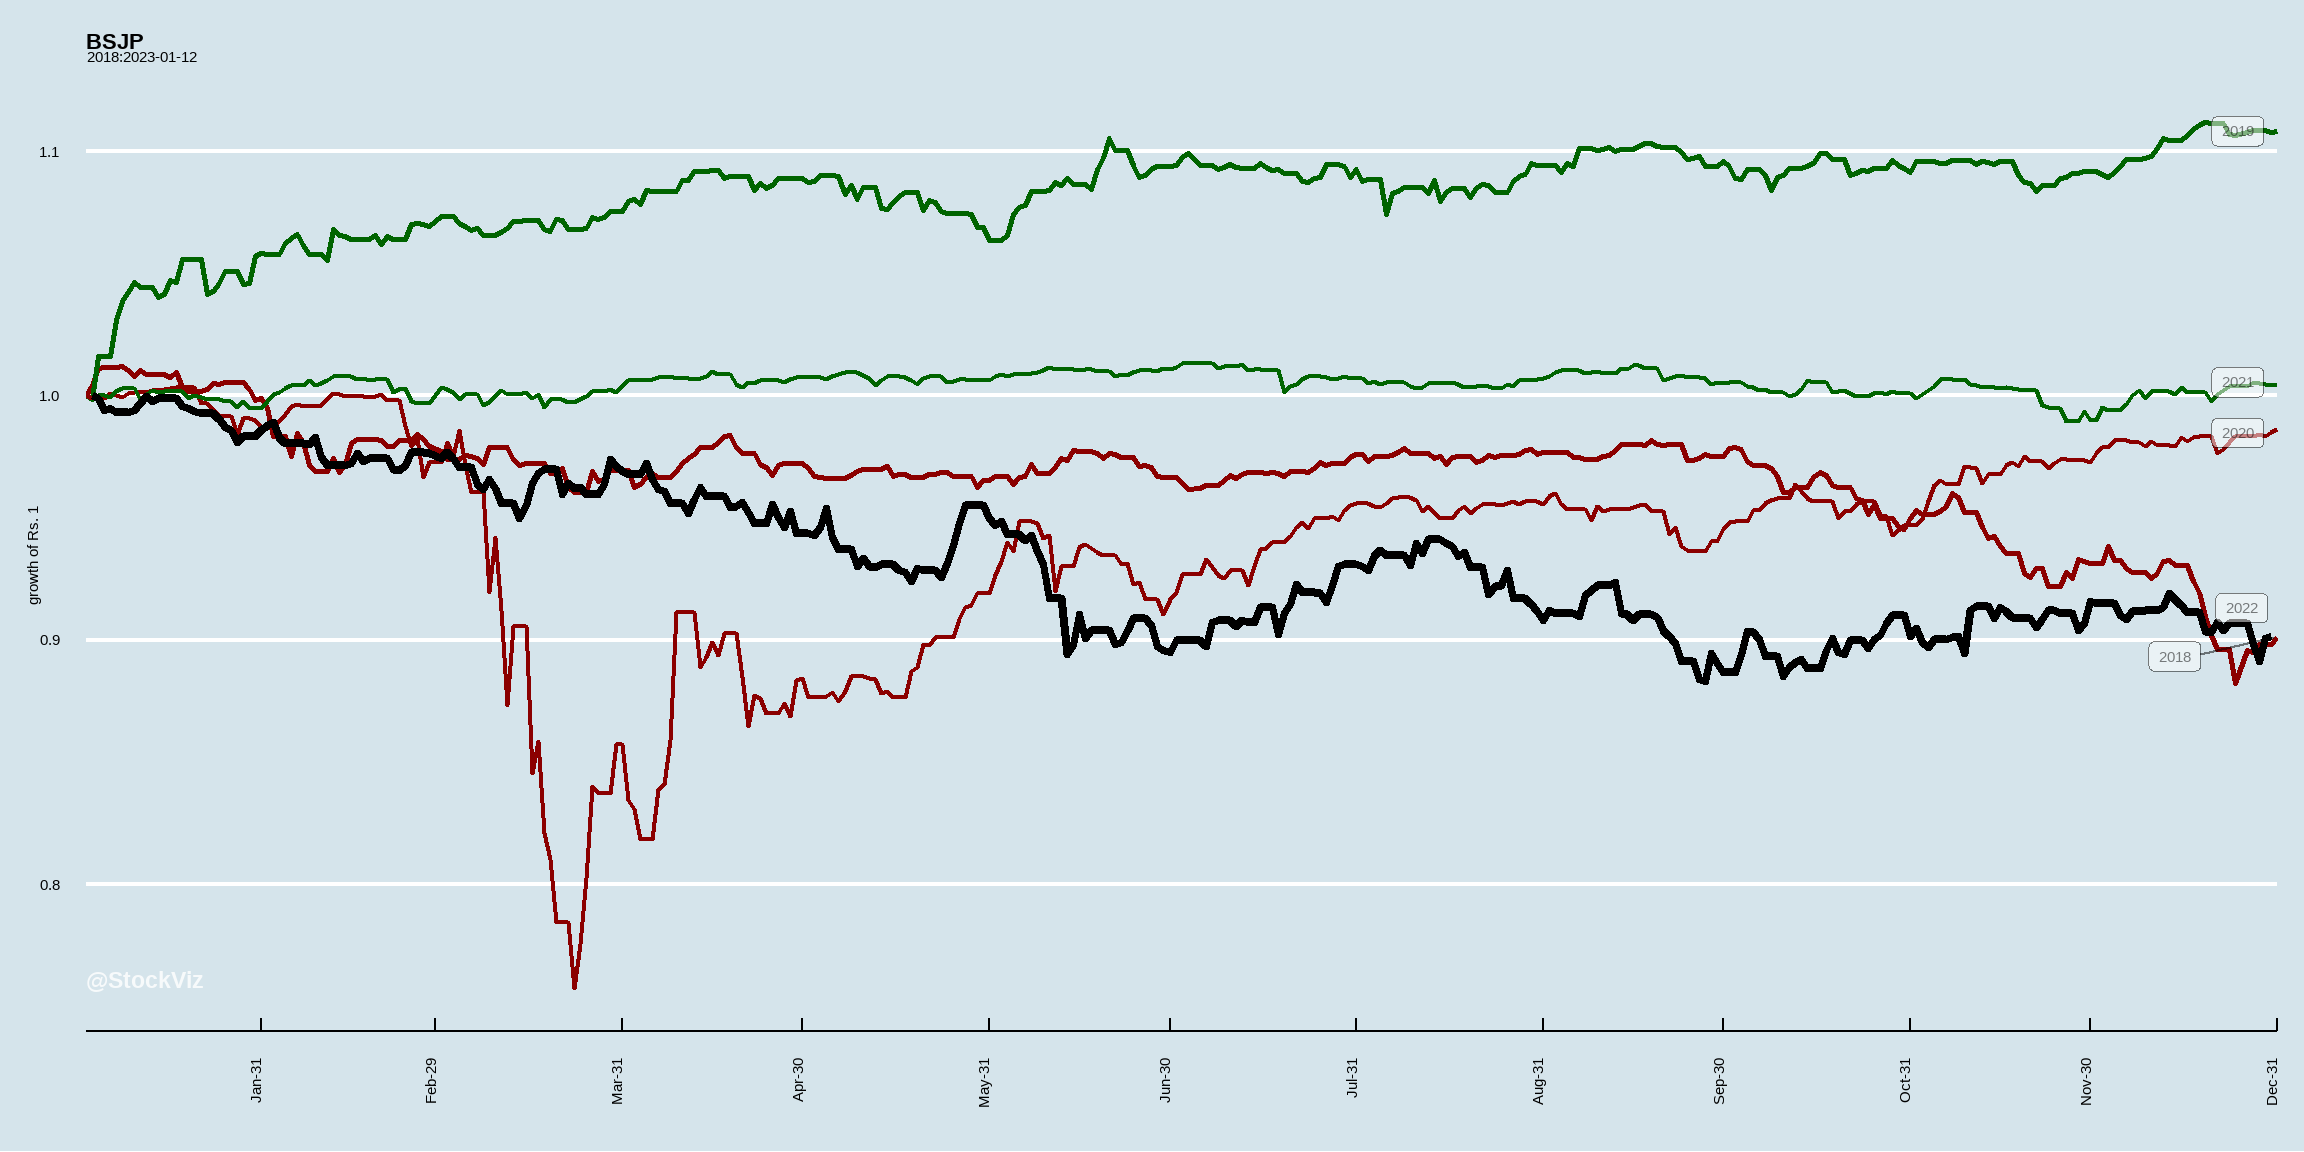 BSJP
2018:2023-01-12
2019
1.1
2021
1.0
2020
growth of Rs. 1
2022
0.9
2018
0.8
@StockViz
Jan-31
Feb-29
Mar-31
Apr-30
May-31
Jun-30
Jul-31
Aug-31
Sep-30
Oct-31
Nov-30
Dec-31